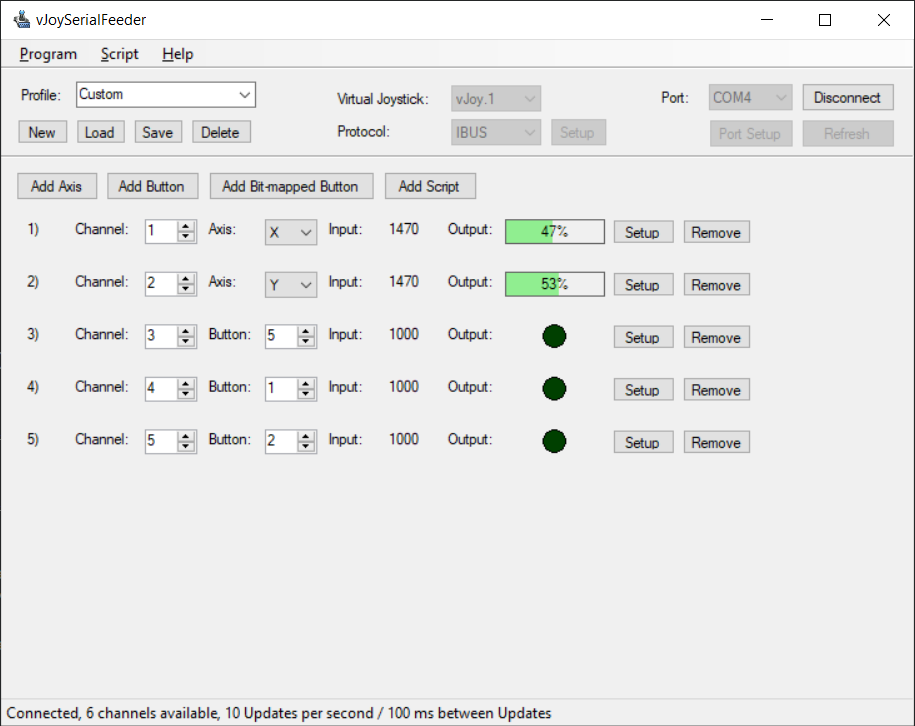 vJoySerialFeeder
Program Script Help
Profile: Custom Virtual Joystick: vJoy.1 Port: COM4 Disconnect
New Load Save Delete Protocol: IBUS Setup Port Setup Refresh
Add Axis Add Button Add Bit-mapped Button Add Script
1) Channel: 1 Axis: X Input: 1470 Output: 47% Setup Remove
2) Channel: 2 Axis: Y Input: 1470 Output: 53% Setup Remove
3) Channel: 3 Button: 5 Input: 1000 Output: Setup Remove
4) Channel: 4 Button: 1 Input: 1000 Output: Setup Remove
5) Channel: 5 Button: 2 Input: 1000 Output: Setup Remove
Connected, 6 channels available, 10 Updates per second / 100 ms between Updates